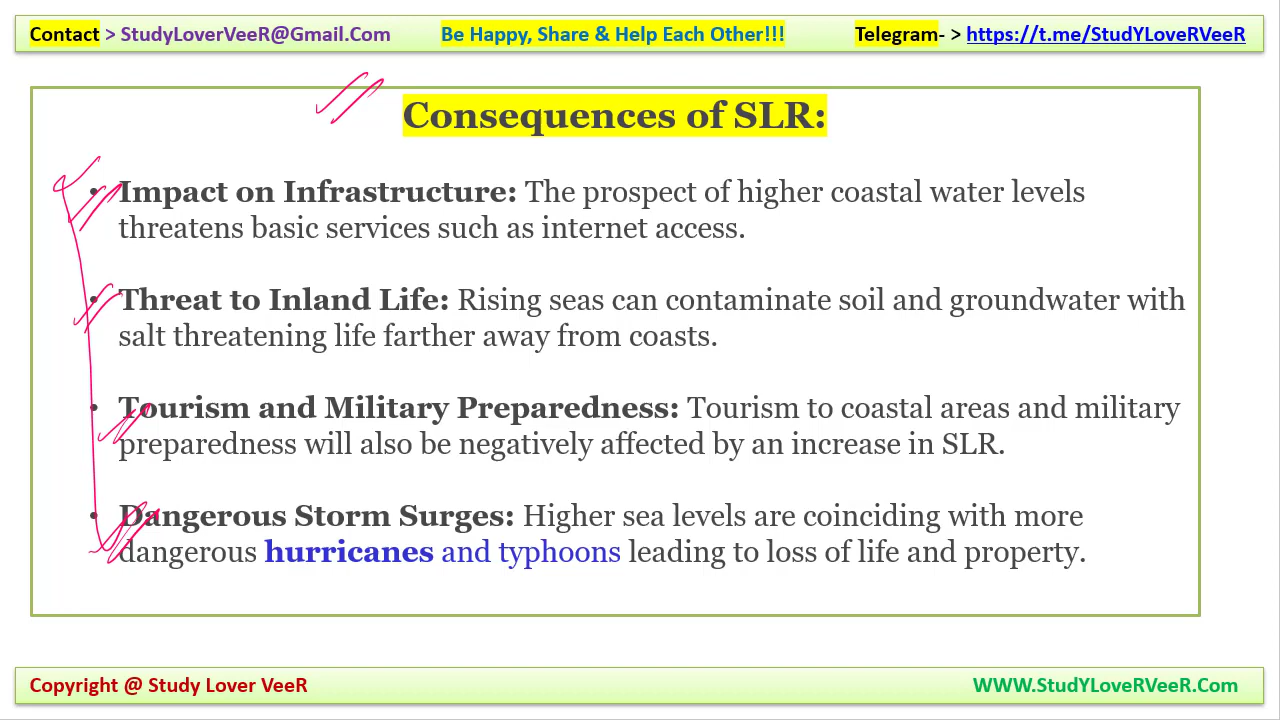 Contact > StudyLoverVeeR@Gmail.Com Be Happy, Share & Help Each Other!!! Telegram- > https://t.me/StudYLoveRVeeR
Consequences of SLR:
• Impact on Infrastructure: The prospect of higher coastal water levels
threatens basic services such as internet access.
• Threat to Inland Life: Rising seas can contaminate soil and groundwater with
salt threatening life farther away from coasts.
• Tourism and Military Preparedness: Tourism to coastal areas and military
preparedness will also be negatively affected by an increase in SLR.
• Dangerous Storm Surges: Higher sea levels are coinciding with more
dangerous hurricanes and typhoons leading to loss of life and property.
Copyright @ Study Lover VeeR WWW.StudYLoveRVeeR.Com